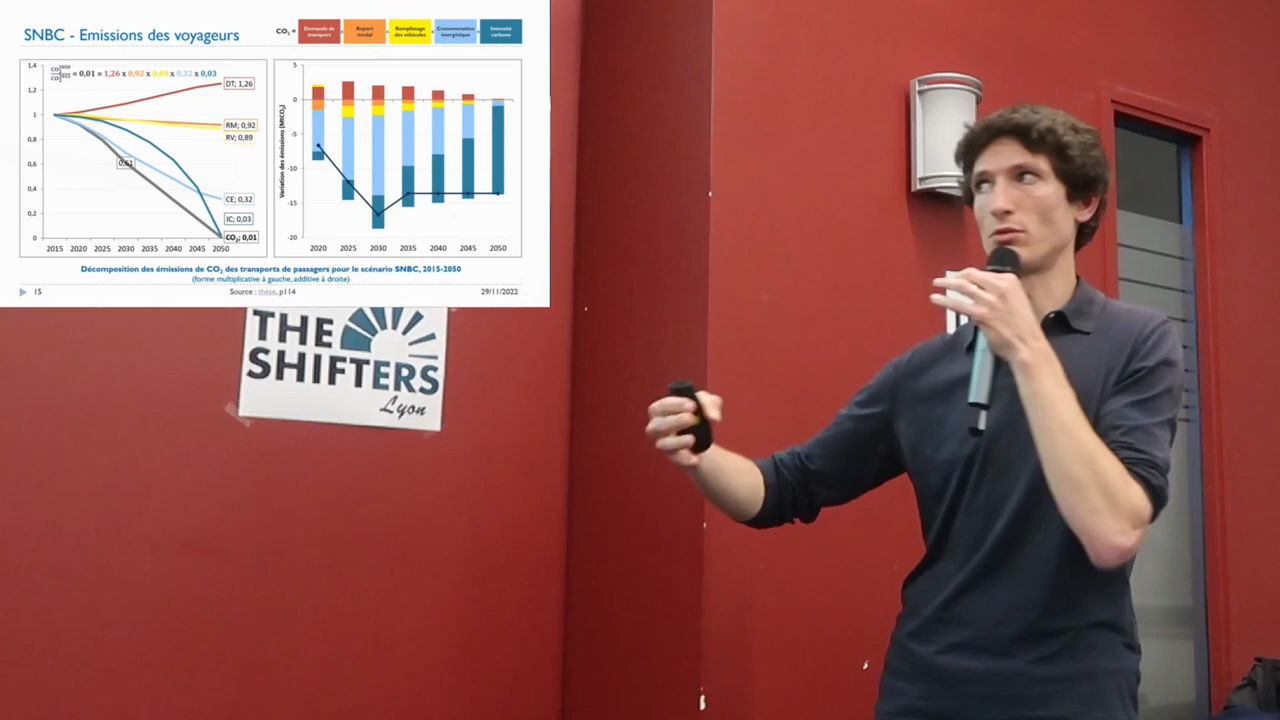 SNBC - Emissions des voyageurs
CO₂ =
Demande de transport
Report modal
Remplissage des véhicules
Consommation énergétique
Intensité carbone
1,4
1,2
1
0,8
0,6
0,4
0,2
0
= 0,01 = 1,26 x 0,92 x 0,89 x 0,32 x 0,03
DT; 1,26
RM; 0,92
RV; 0,89
0,61
CE; 0,32
IC; 0,03
CO₂; 0,01
2015 2020 2025 2030 2035 2040 2045 2050
Variation des émissions (MtCO₂)
5
0
-5
-10
-15
-20
2020 2025 2030 2035 2040 2045 2050
Décomposition des émissions de CO₂ des transports de passagers pour le scénario SNBC, 2015-2050
(forme multiplicative à gauche, additive à droite)
15
Source : thèse, p114
29/11/2022
THE
SHIFTERS
Lyon